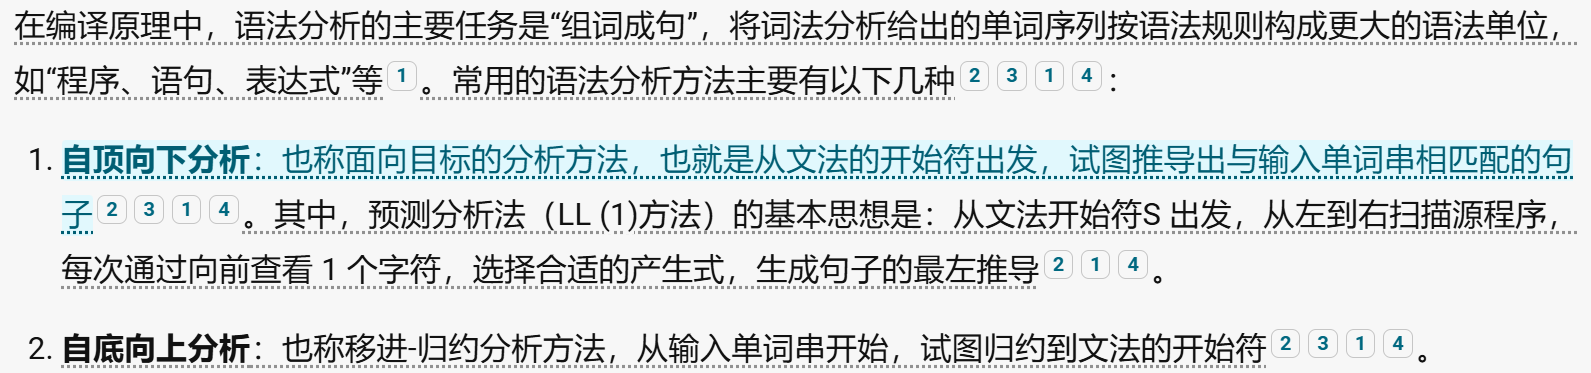 在编译原理中，语法分析的主要任务是“组词成句”，将词法分析给出的单词序列按语法规则构成更大的语法单位，
如“程序、语句、表达式”等 1 。常用的语法分析方法主要有以下几种 2 3 1 4 ：
1. 自顶向下分析：也称面向目标的分析方法，也就是从文法的开始符出发，试图推导出与输入单词串相匹配的句
子 2 3 1 4 。其中，预测分析法（LL (1)方法）的基本思想是：从文法开始符S 出发，从左到右扫描源程序，
每次通过向前查看 1 个字符，选择合适的产生式，生成句子的最左推导 2 1 4 。
2. 自底向上分析：也称移进-归约分析方法，从输入单词串开始，试图归约到文法的开始符 2 3 1 4 。